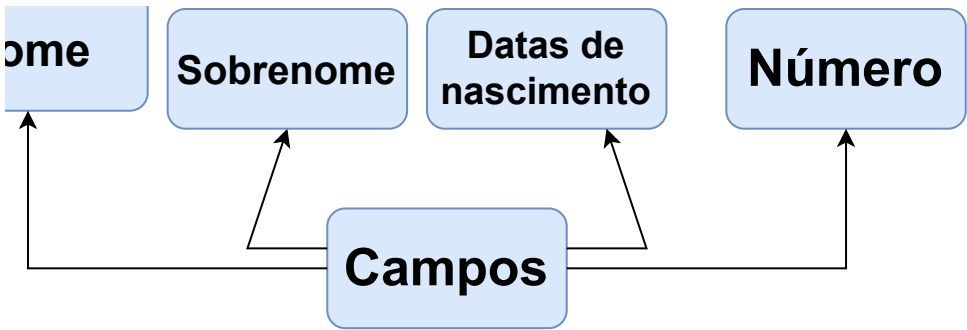 ome
Sobrenome
Datas de
nascimento
Número
Campos